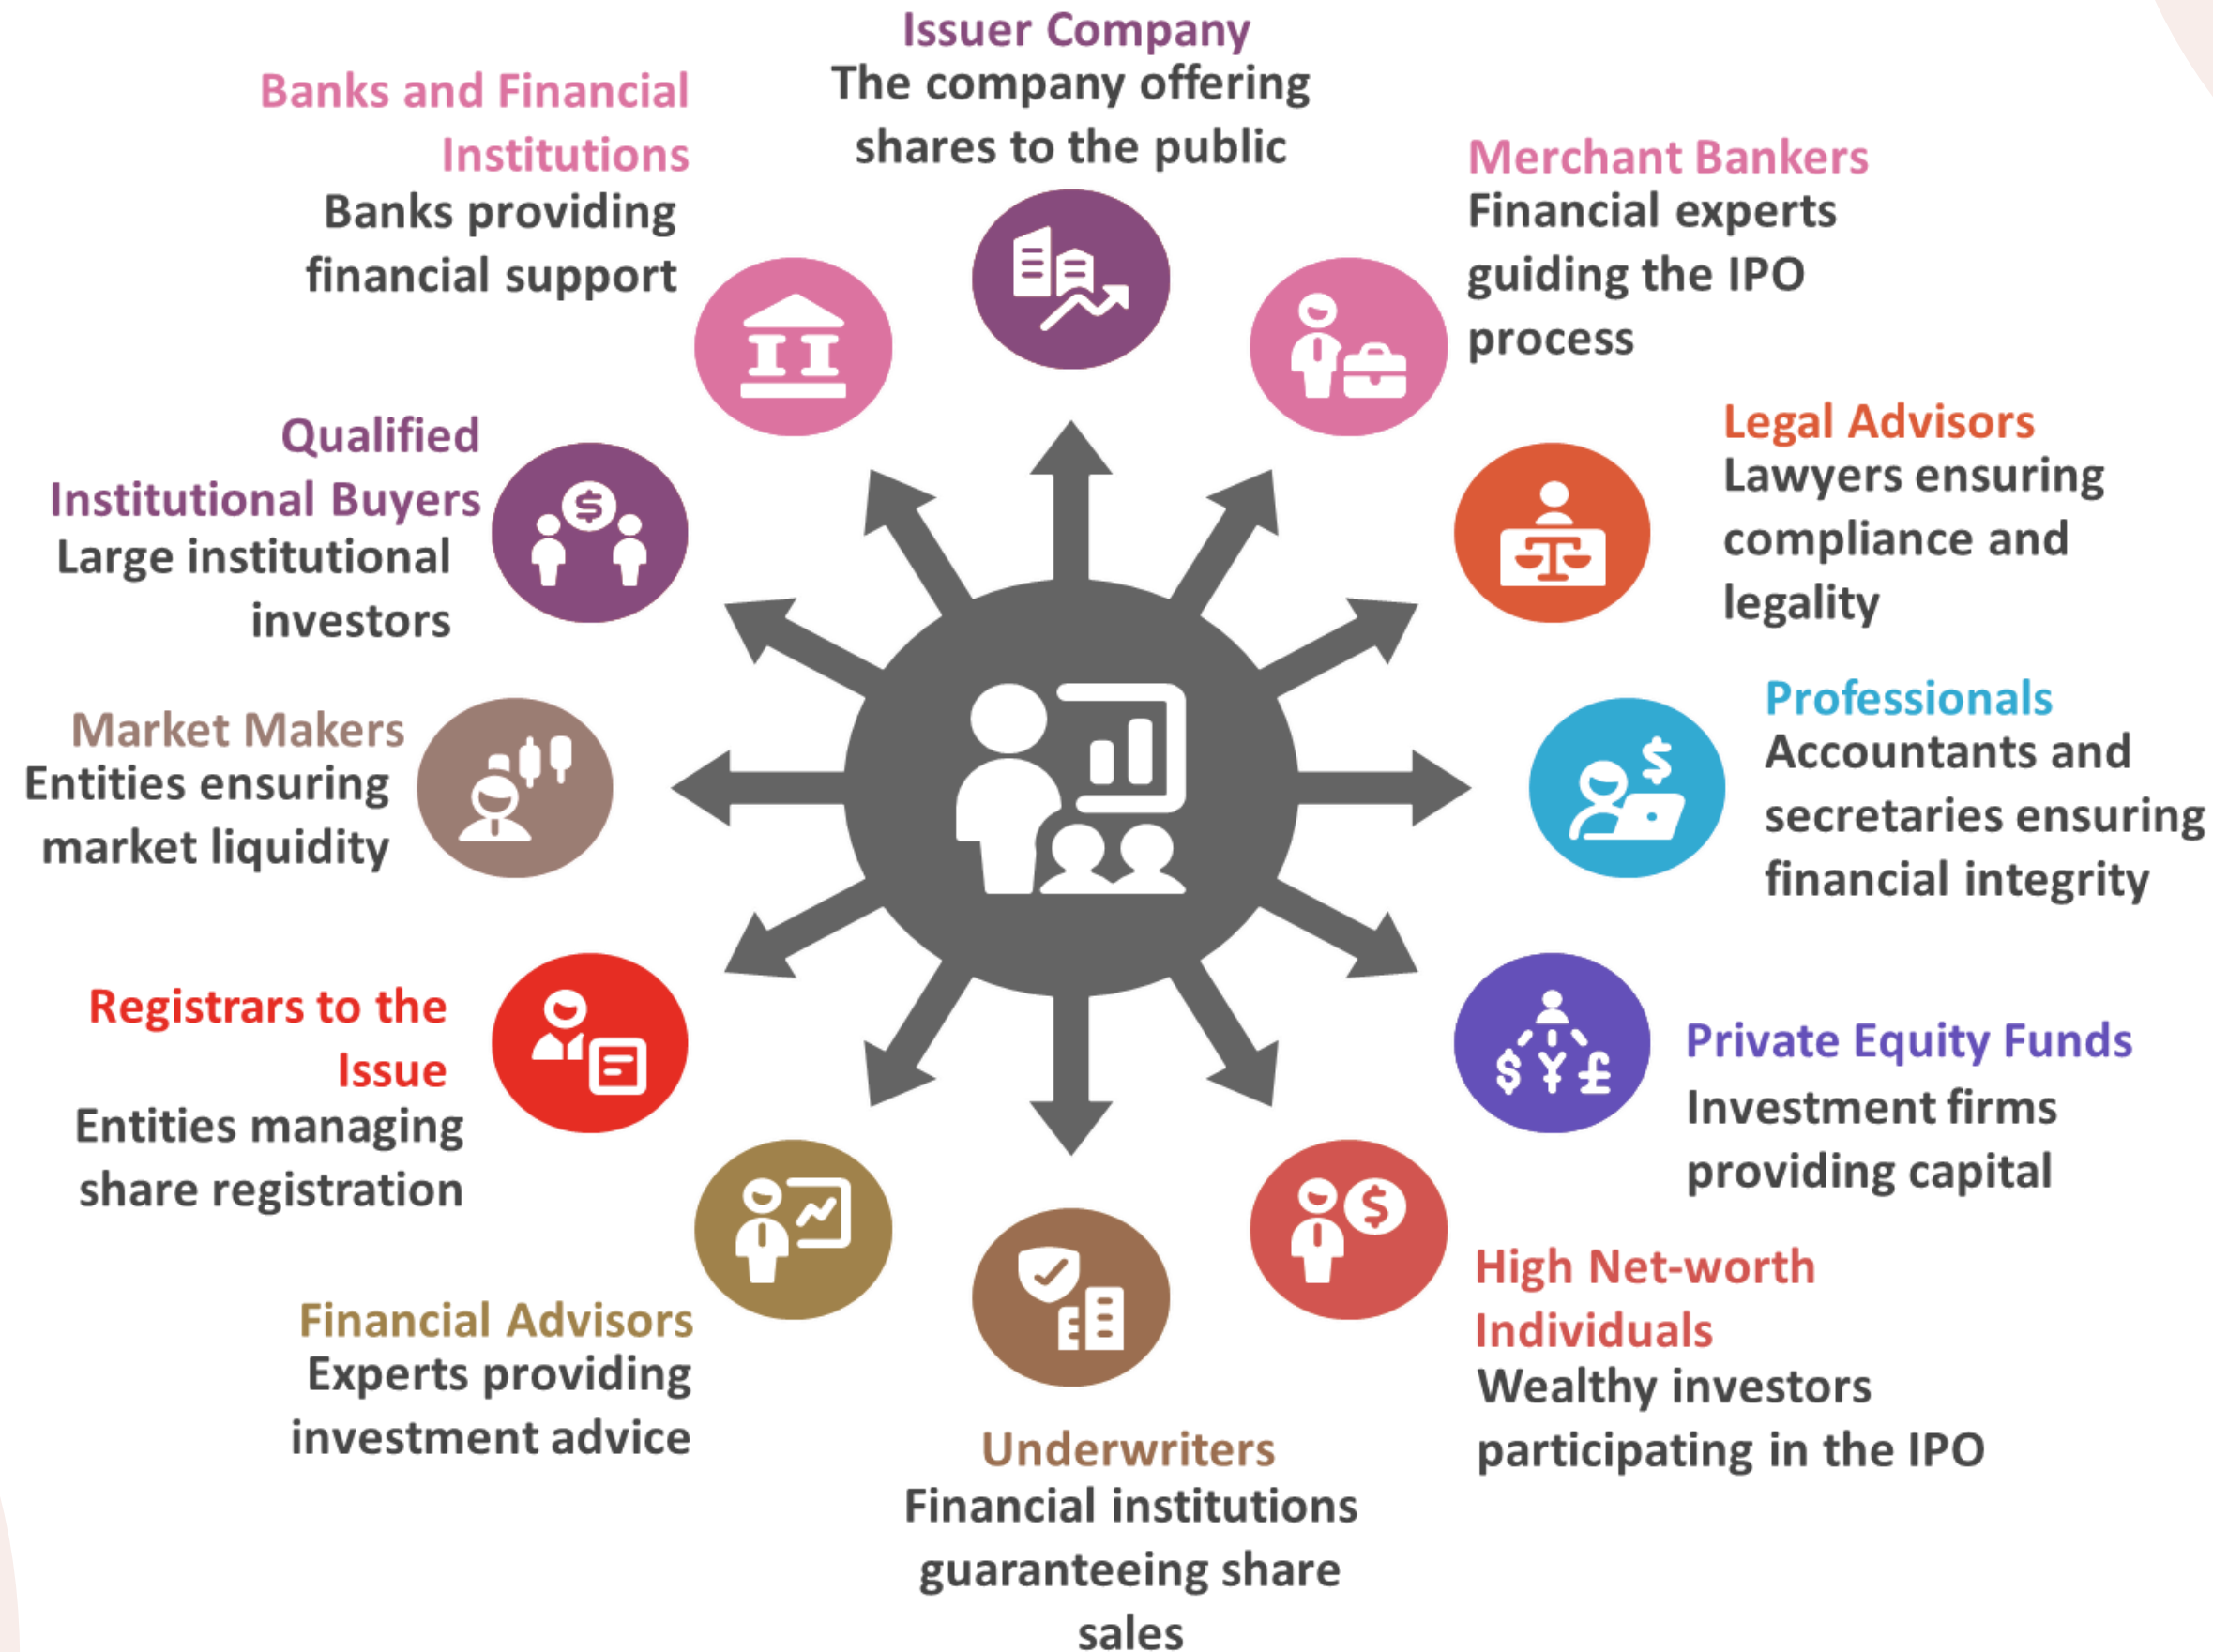 Issuer Company
The company offering
shares to the public
Merchant Bankers
Financial experts
guiding the IPO
process
Legal Advisors
Lawyers ensuring
compliance and
legality
Professionals
Accountants and
secretaries ensuring
financial integrity
Private Equity Funds
Investment firms
providing capital
High Net-worth
Individuals
Wealthy investors
participating in the IPO
Underwriters
Financial institutions
guaranteeing share
sales
Financial Advisors
Experts providing
investment advice
Registrars to the
Issue
Entities managing
share registration
Market Makers
Entities ensuring
market liquidity
Qualified
Institutional Buyers
Large institutional
investors
Banks and Financial
Institutions
Banks providing
financial support